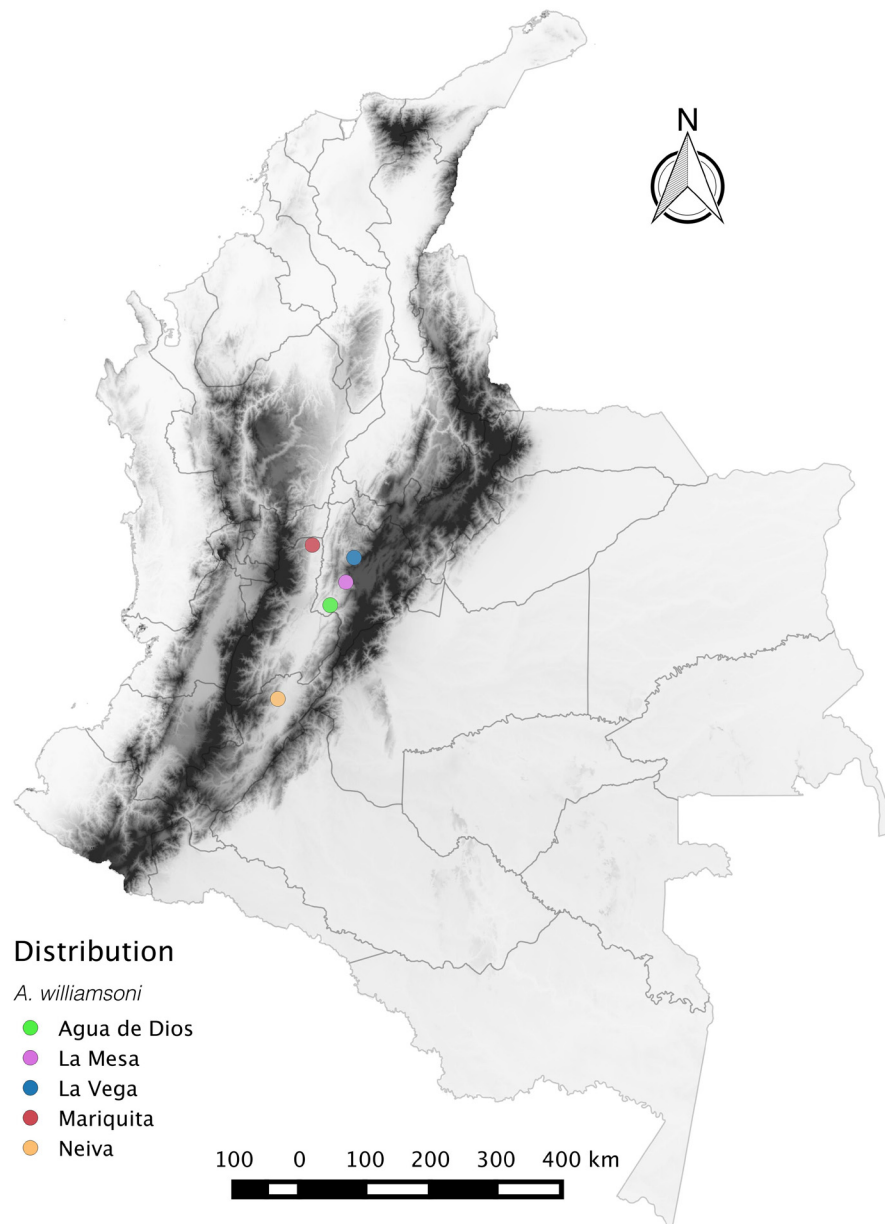 N
Distribution
A. williamsoni
Agua de Dios
La Mesa
La Vega
Mariquita
Neiva
100 0 100 200 300 400 km